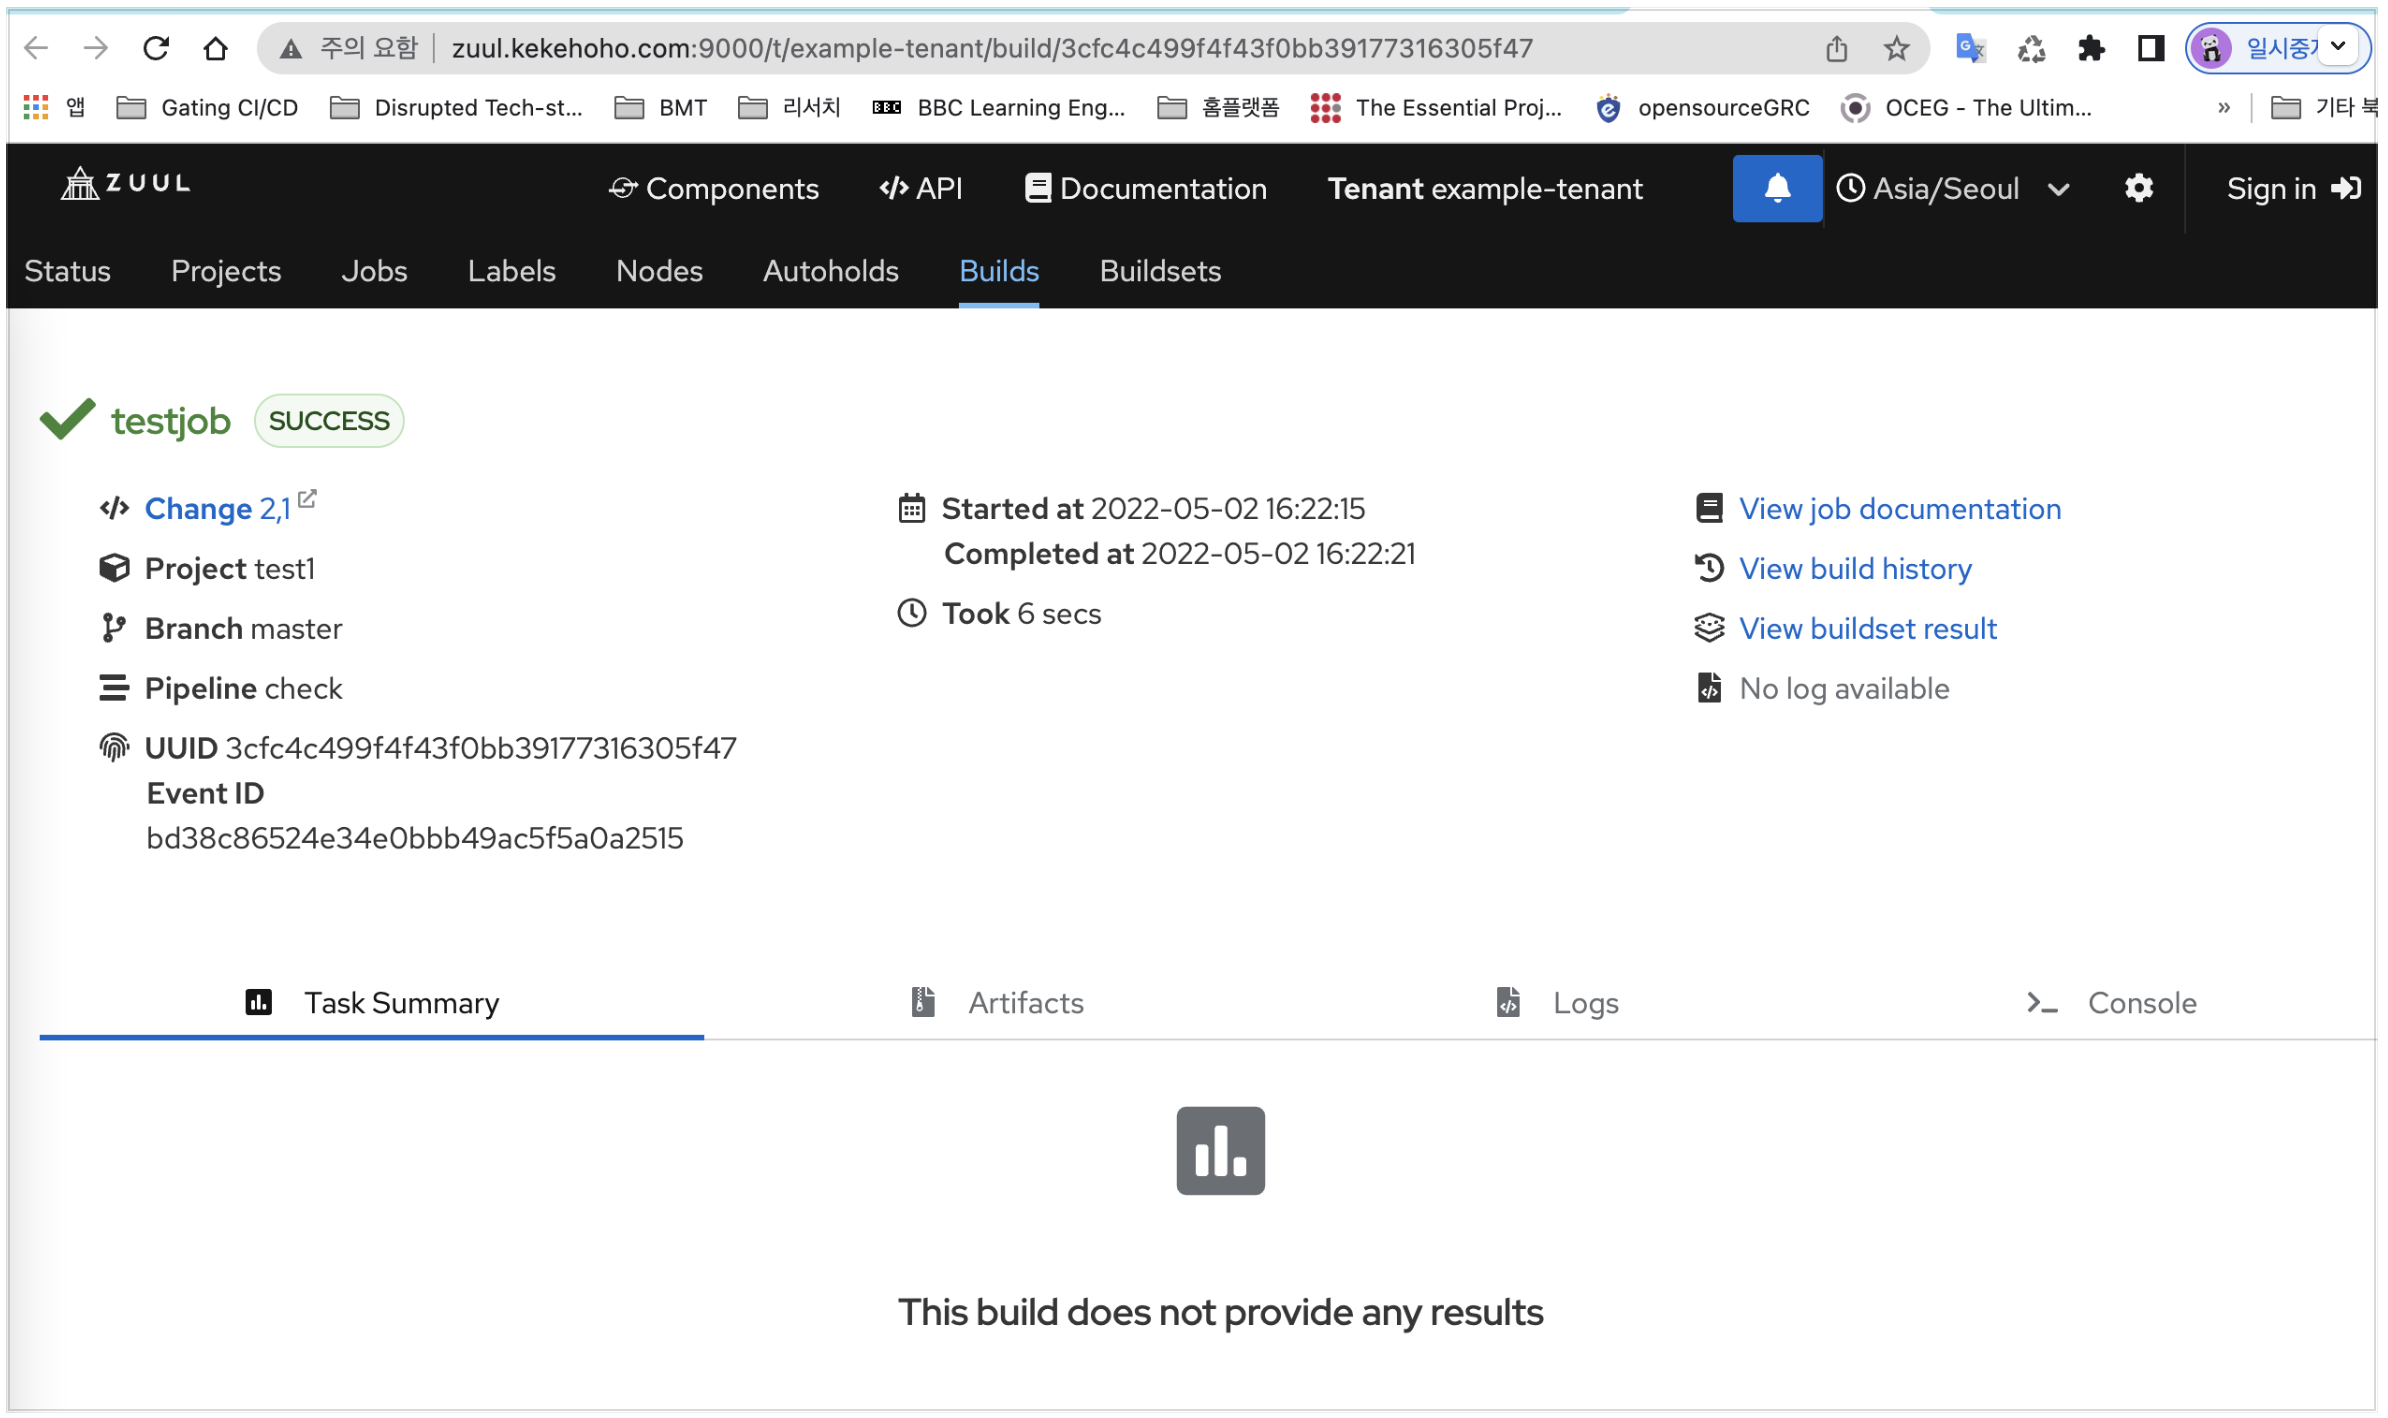 주의 요함 zuul.kekehoho.com:9000/t/example-tenant/build/3cfc4c499f4f43f0bb39177316305f47
앱 Gating CI/CD Disrupted Tech-st... BMT 리서치 BBC BBC Learning Eng... 홈플랫폼 The Essential Proj... opensourceGRC OCEG - The Ultim... » 기타
ZUUL Components API Documentation Tenant example-tenant Asia/Seoul Sign in
Status Projects Jobs Labels Nodes Autoholds Builds Buildsets
testjob SUCCESS
Change 2,1
Project test1
Branch master
Pipeline check
UUID 3cfc4c499f4f43f0bb39177316305f47
Event ID
bd38c86524e34e0bbb49ac5f5a0a2515
Started at 2022-05-02 16:22:15
Completed at 2022-05-02 16:22:21
Took 6 secs
View job documentation
View build history
View buildset result
No log available
Task Summary Artifacts Logs Console
This build does not provide any results